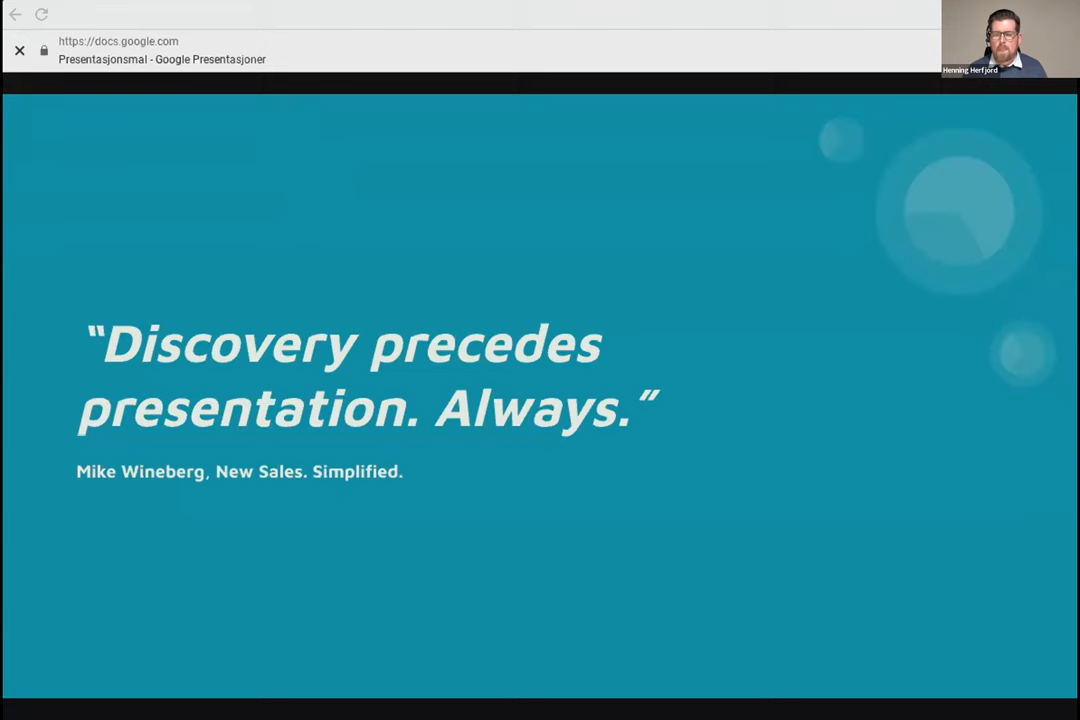 https://docs.google.com
Presentasjonsmal - Google Presentasjoner
Henning Herfjord
“Discovery precedes
presentation. Always.”
Mike Wineberg, New Sales. Simplified.